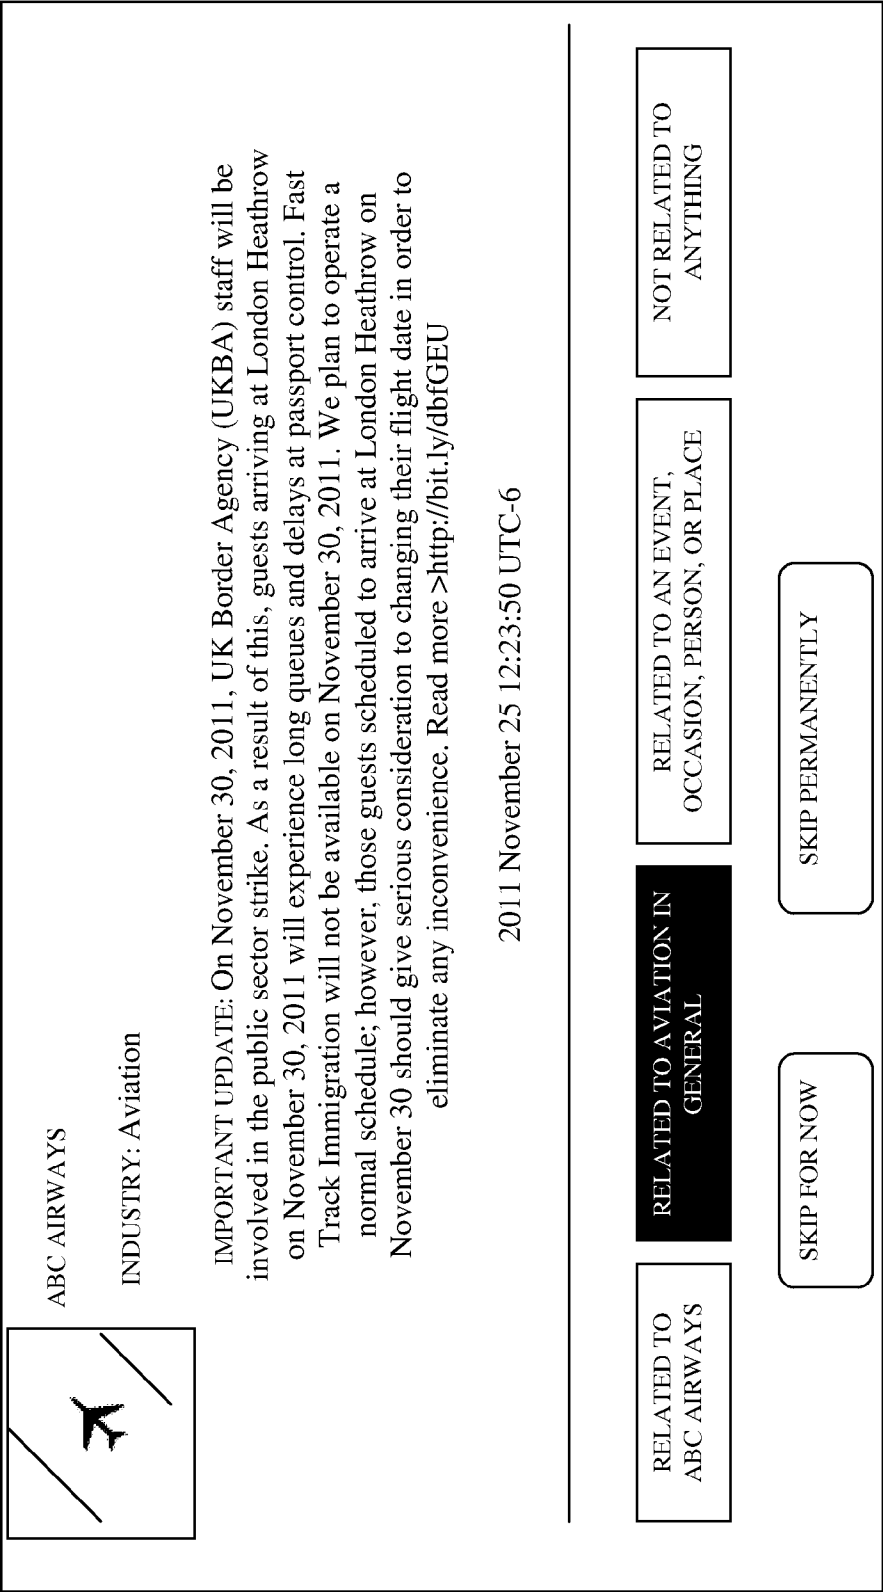 ABC AIRWAYS
INDUSTRY: Aviation
IMPORTANT UPDATE: On November 30, 2011, UK Border Agency (UKBA) staff will be
involved in the public sector strike. As a result of this, guests arriving at London Heathrow
on November 30, 2011 will experience long queues and delays at passport control. Fast
Track Immigration will not be available on November 30, 2011. We plan to operate a
normal schedule; however, those guests scheduled to arrive at London Heathrow on
November 30 should give serious consideration to changing their flight date in order to
eliminate any inconvenience. Read more >http://bit.ly/dbfGEU
2011 November 25 12:23:50 UTC-6
RELATED TO
ABC AIRWAYS
RELATED TO AVIATION IN
GENERAL
RELATED TO AN EVENT,
OCCASION, PERSON, OR PLACE
NOT RELATED TO
ANYTHING
SKIP FOR NOW
SKIP PERMANENTLY